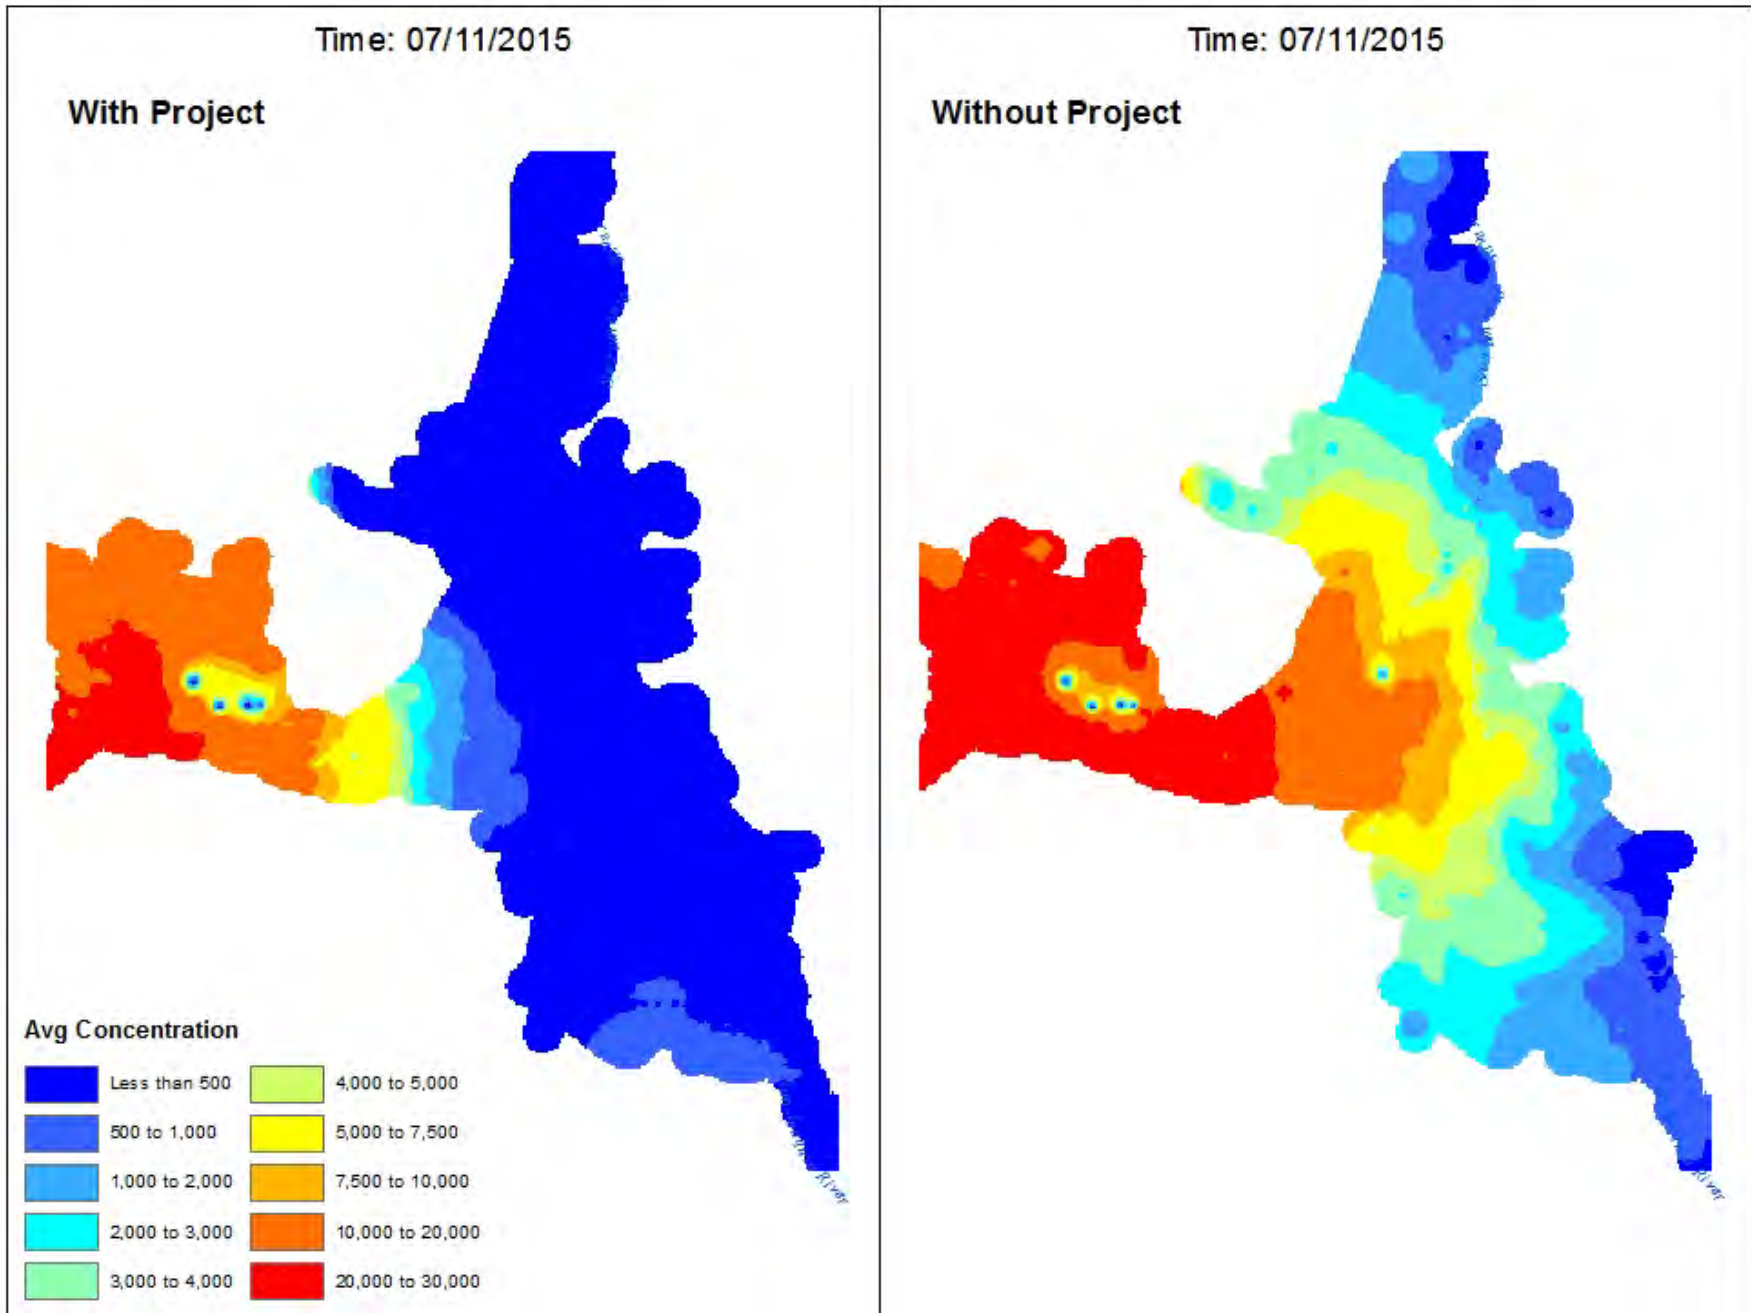 Time: 07/11/2015
With Project
Time: 07/11/2015
Without Project
Avg Concentration
Less than 500
500 to 1,000
1,000 to 2,000
2,000 to 3,000
3,000 to 4,000
4,000 to 5,000
5,000 to 7,500
7,500 to 10,000
10,000 to 20,000
20,000 to 30,000
River
River